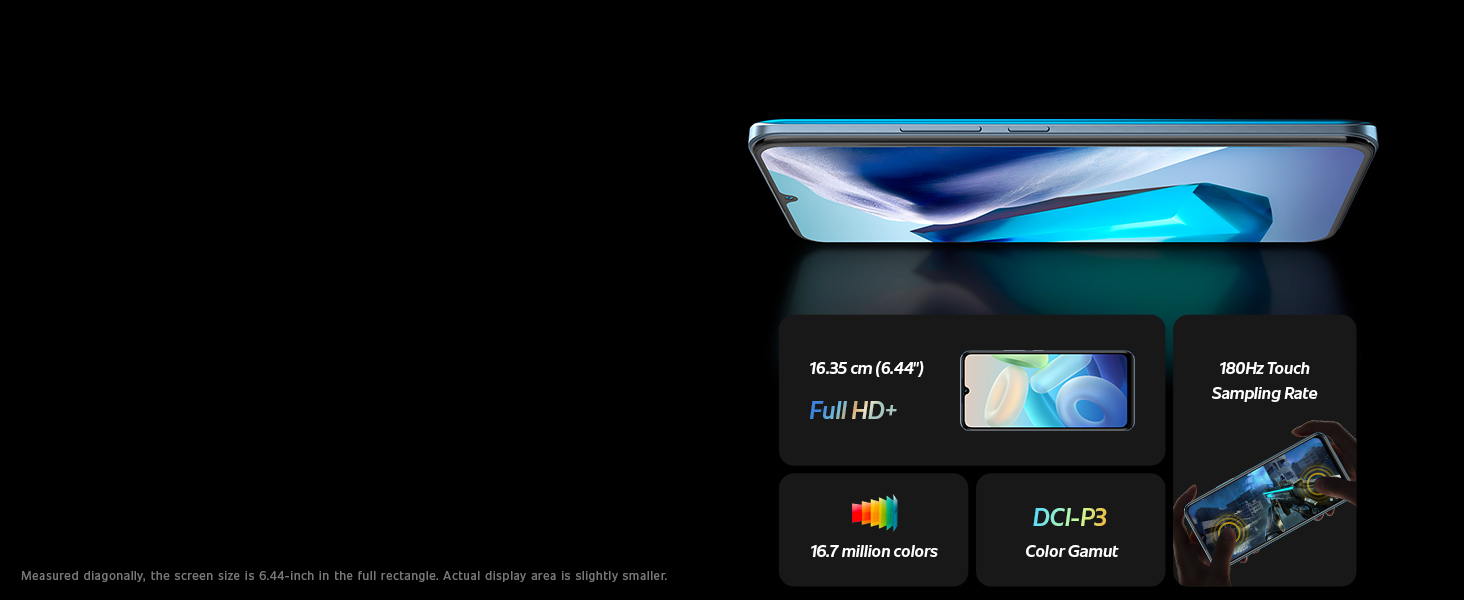 16.35 cm (6.44")
Full HD+
180Hz Touch
Sampling Rate
16.7 million colors
DCI-P3
Color Gamut
Measured diagonally, the screen size is 6.44-inch in the full rectangle. Actual display area is slightly smaller.